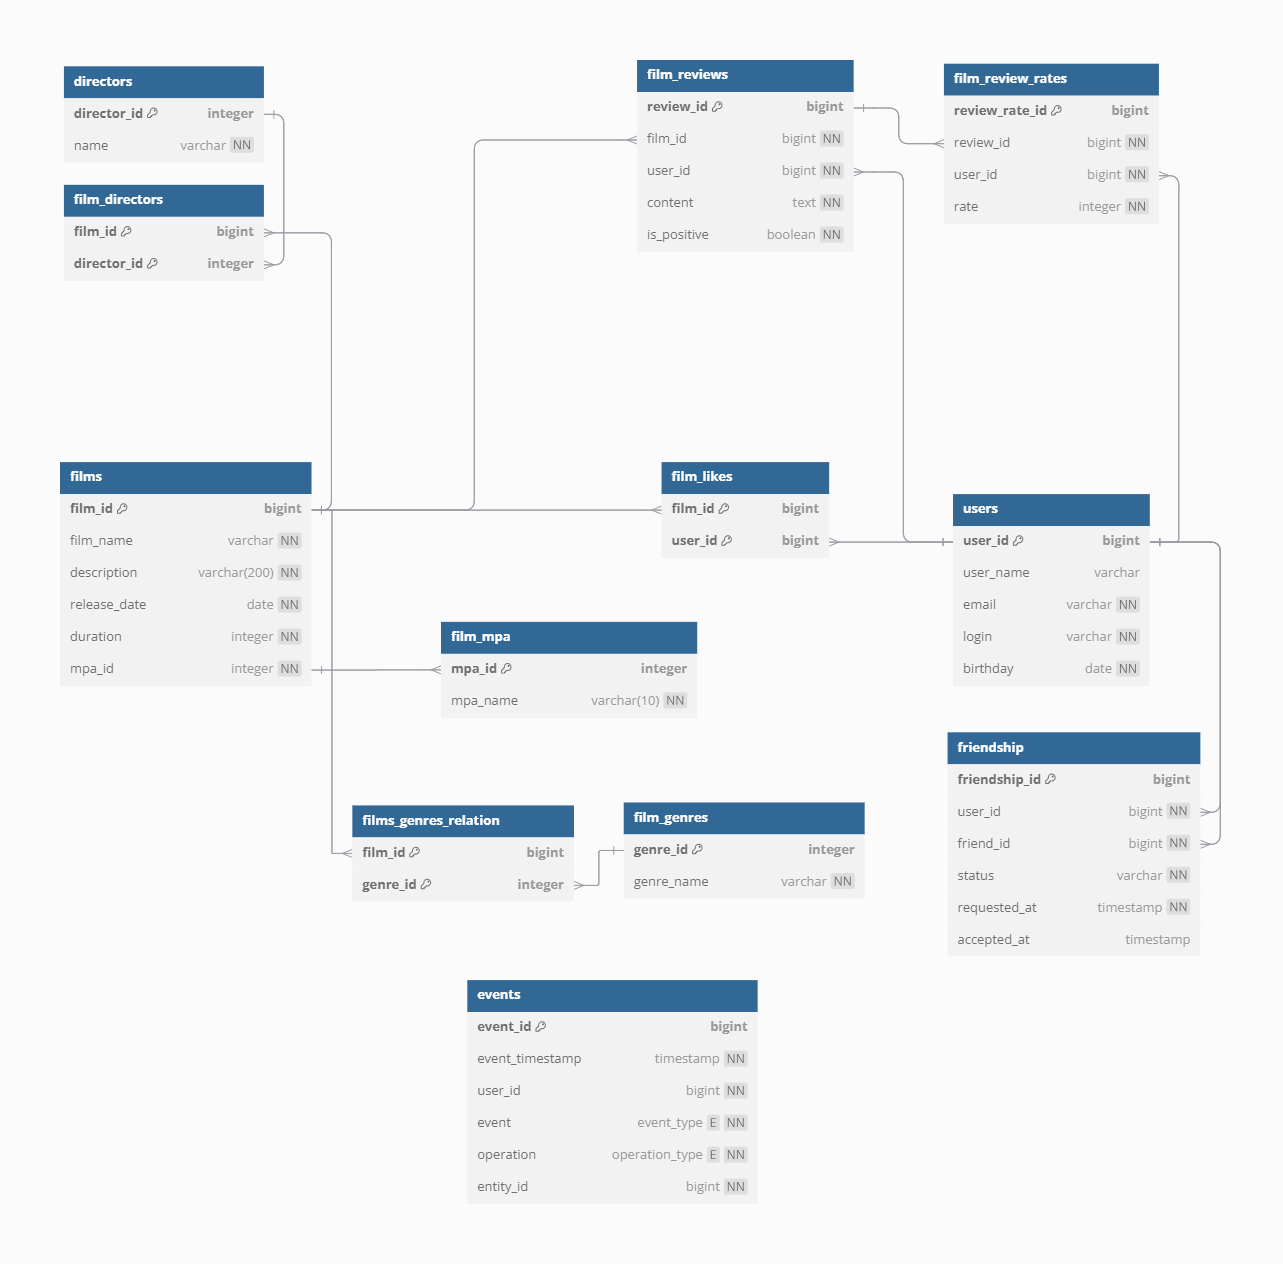 directors
director_id integer
name varchar NN
film_directors
film_id bigint
director_id integer
film_reviews
review_id bigint
film_id bigint NN
user_id bigint NN
content text NN
is_positive boolean NN
film_review_rates
review_rate_id bigint
review_id bigint NN
user_id bigint NN
rate integer NN
films
film_id bigint
film_name varchar NN
description varchar(200) NN
release_date date NN
duration integer NN
mpa_id integer NN
film_likes
film_id bigint
user_id bigint
users
user_id bigint
user_name varchar
email varchar NN
login varchar NN
birthday date NN
film_mpa
mpa_id integer
mpa_name varchar(10) NN
friendship
friendship_id bigint
user_id bigint NN
friend_id bigint NN
status varchar NN
requested_at timestamp NN
accepted_at timestamp
films_genres_relation
film_id bigint
genre_id integer
film_genres
genre_id integer
genre_name varchar NN
events
event_id bigint
event_timestamp timestamp NN
user_id bigint NN
event event_type E NN
operation operation_type E NN
entity_id bigint NN